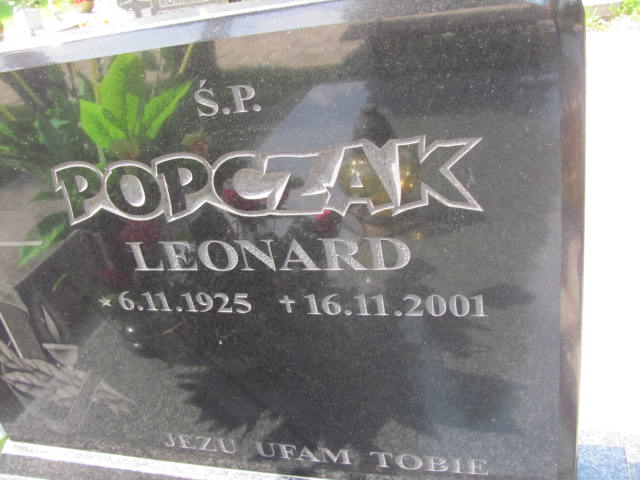 Ś.P.
POPCZAK
LEONARD
* 6.11.1925 † 16.11.2001
JEZU UFAM TOBIE